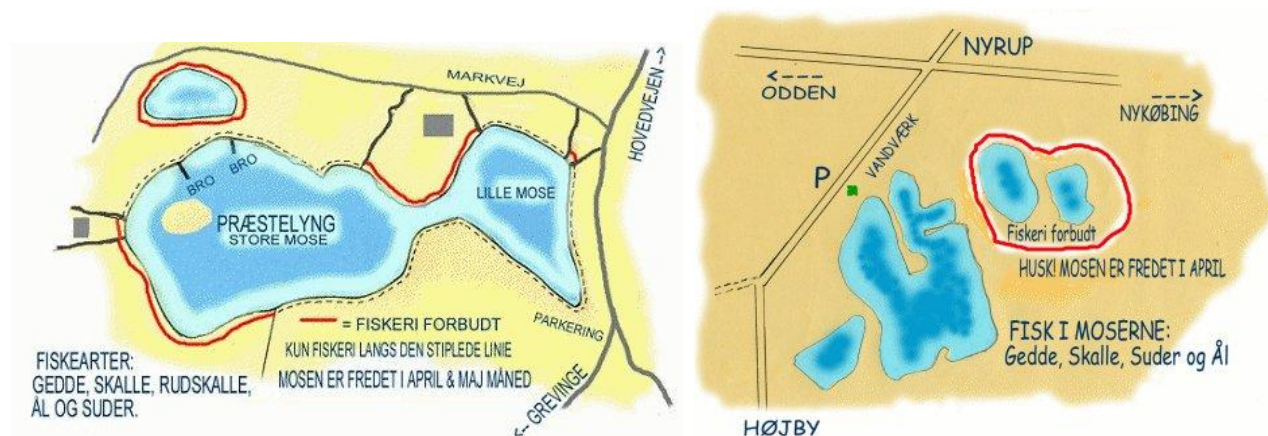 MARKVEJ
HOVEDVEJEN -->
BRO
BRO
LILLE MOSE
PRÆSTELYNG
STORE MOSE
PARKERING
= FISKERI FORBUDT
KUN FISKERI LANGS DEN STIPLEDE LINIE
MOSEN ER FREDET I APRIL & MAJ MÅNED
FISKEARTER:
GEDDE, SKALLE, RUDSKALLE,
ÅL OG SUDER.
<-- GREVINGE
NYRUP
<---
ODDEN
--->
NYKØBING
VANDVÆRK
P
Fiskeri forbudt
HUSK! MOSEN ER FREDET I APRIL
FISK I MOSERNE:
Gedde, Skalle, Suder og Ål
HØJBY